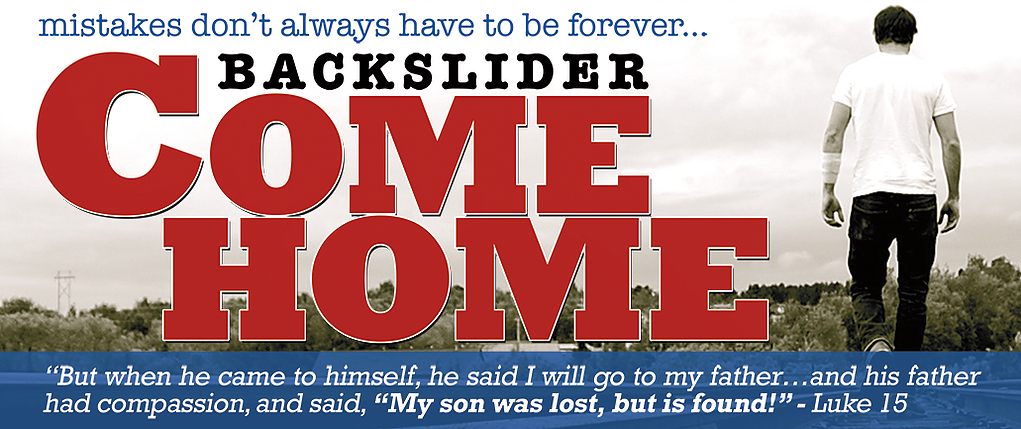 mistakes don't always have to be forever...
BACKSLIDER
COME
HOME
“But when he came to himself, he said I will go to my father...and his father
had compassion, and said, “My son was lost, but is found!” - Luke 15